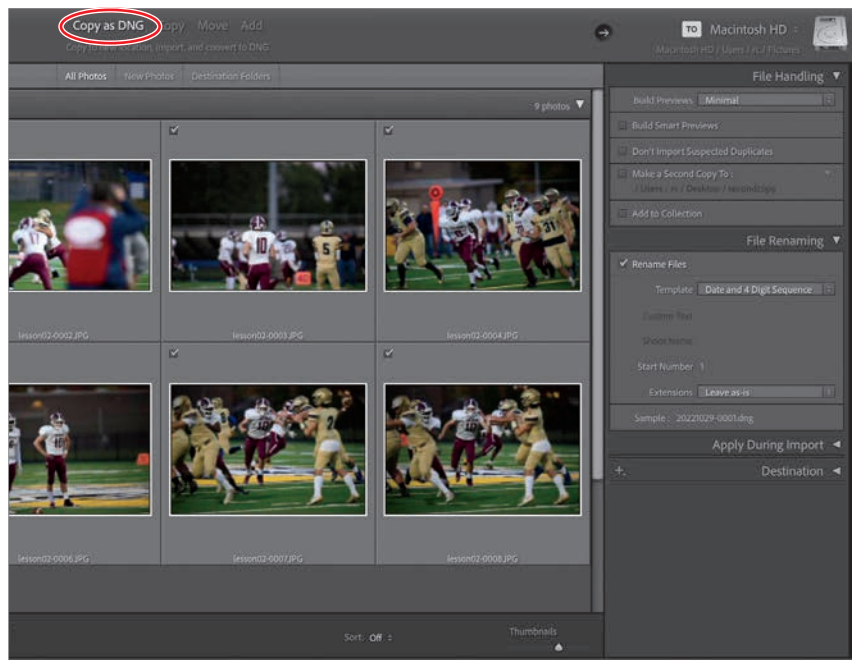 Copy as DNG Copy Move Add
Copy to new location, import, and convert to DNG
TO Macintosh HD
Macintosh HD / Users / rc / Pictures
All Photos New Photos Destination Folders
9 photos
lesson02-0002.JPG
lesson02-0003.JPG
lesson02-0004.JPG
lesson02-0006.JPG
lesson02-0007.JPG
lesson02-0008.JPG
Sort: Off
Thumbnails
File Handling
Build Previews Minimal
Build Smart Previews
Don't Import Suspected Duplicates
Make a Second Copy To :
/ Users / rc / Desktop / secondcopy
Add to Collection
File Renaming
Rename Files
Template Date and 4 Digit Sequence
Custom Text
Shoot Name
Start Number 1
Extensions Leave as-is
Sample : 20221029-0001.dng
Apply During Import
Destination
17
10
5
31
2